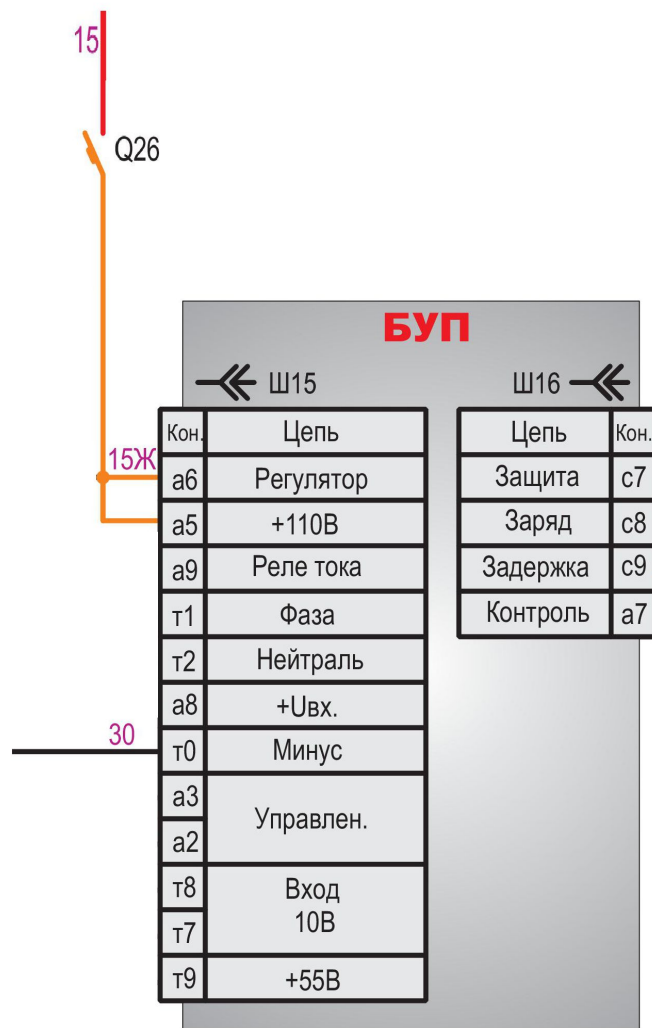 15
Q26
БУП
Ш15
Ш16
Кон. Цепь
Цепь Кон.
15Ж
а6 Регулятор
Защита с7
а5 +110В
Заряд с8
а9 Реле тока
Задержка с9
т1 Фаза
Контроль а7
т2 Нейтраль
а8 +Uвх.
30
т0 Минус
а3
Управлен.
а2
т8
Вход
10В
т7
т9 +55В